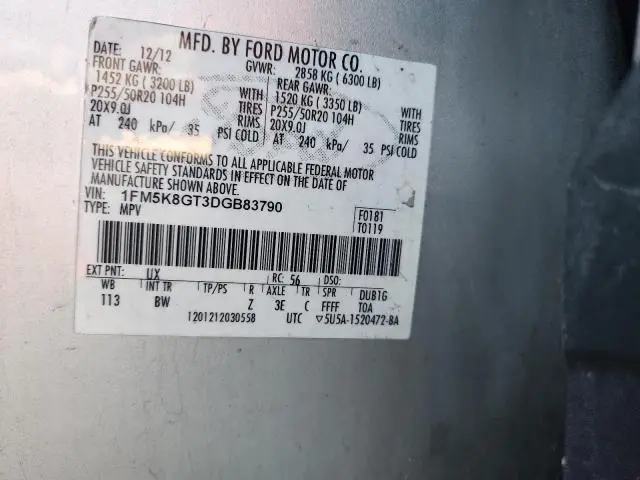 MFD. BY FORD MOTOR CO.
DATE: 12/12 GVWR: 2858 KG ( 6300 LB)
FRONT GAWR: REAR GAWR:
1452 KG ( 3200 LB) WITH 1520 KG ( 3350 LB) WITH
P255/50R20 104H TIRES P255/50R20 104H TIRES
20X9.0J RIMS 20X9.0J RIMS
AT 240 kPa/ 35 PSI COLD AT 240 kPa/ 35 PSI COLD
THIS VEHICLE CONFORMS TO ALL APPLICABLE FEDERAL MOTOR
VEHICLE SAFETY STANDARDS IN EFFECT ON THE DATE OF
MANUFACTURE SHOWN ABOVE.
VIN: 1FM5K8GT3DGB83790 F0181
TYPE: MPV T0119
EXT PNT: UX RC: 56 DSO:
WB INT TR TP/PS R AXLE TR SPR DUB1G
113 BW Z 3E C FFFF TOA
1201212030558 UTC ▽5U5A-1520472-BA